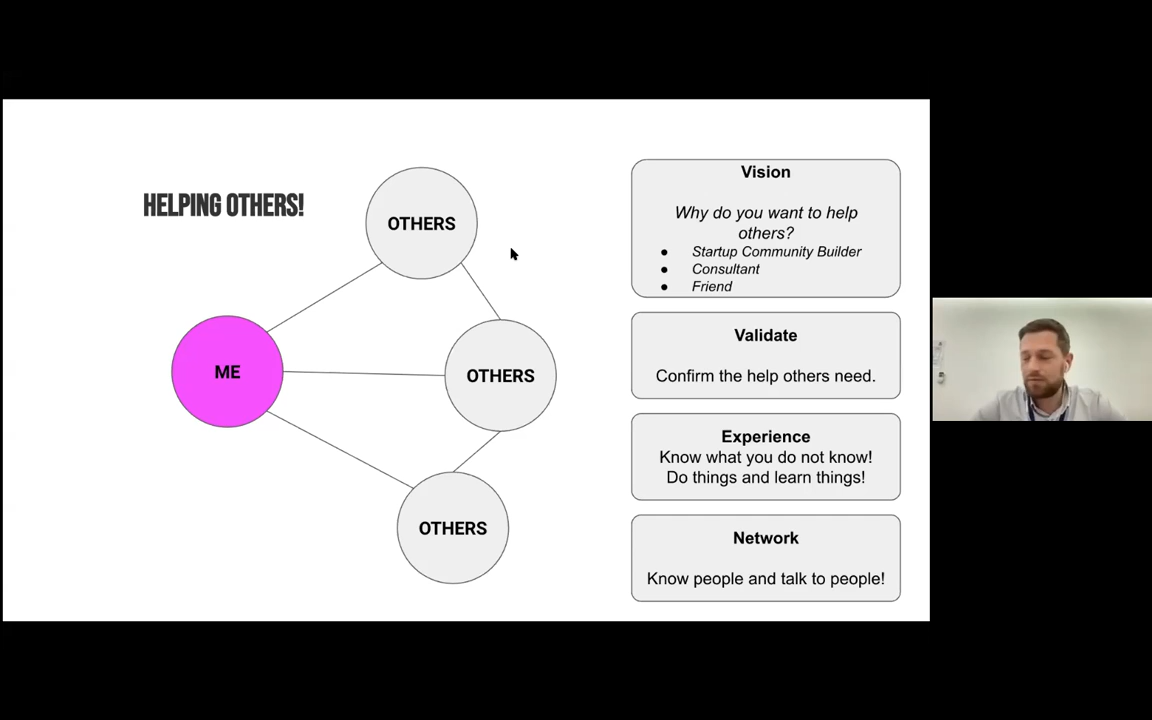 HELPING OTHERS!
OTHERS
ME
OTHERS
OTHERS
Vision
Why do you want to help
others?
● Startup Community Builder
● Consultant
● Friend
Validate
Confirm the help others need.
Experience
Know what you do not know!
Do things and learn things!
Network
Know people and talk to people!